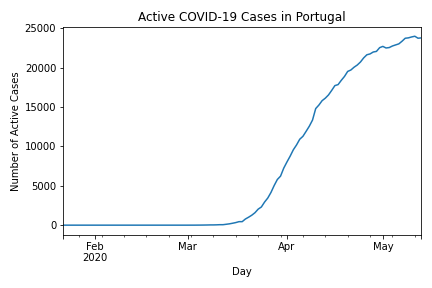 Active COVID-19 Cases in Portugal
25000
20000
15000
10000
5000
0
Number of Active Cases
Feb
2020
Mar
Apr
May
Day